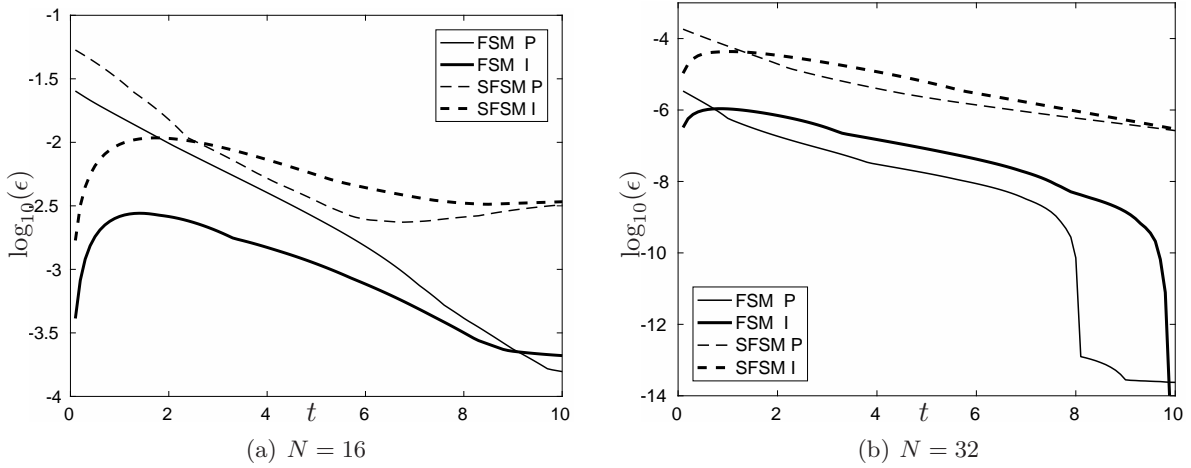 -1
-1.5
-2
-2.5
-3
-3.5
-4
log₁₀(ϵ)
0 2 4 6 8 10
t
FSM P
FSM I
SFSM P
SFSM I
(a) N = 16
-4
-6
-8
-10
-12
-14
log₁₀(ϵ)
0 2 4 6 8 10
t
FSM P
FSM I
SFSM P
SFSM I
(b) N = 32